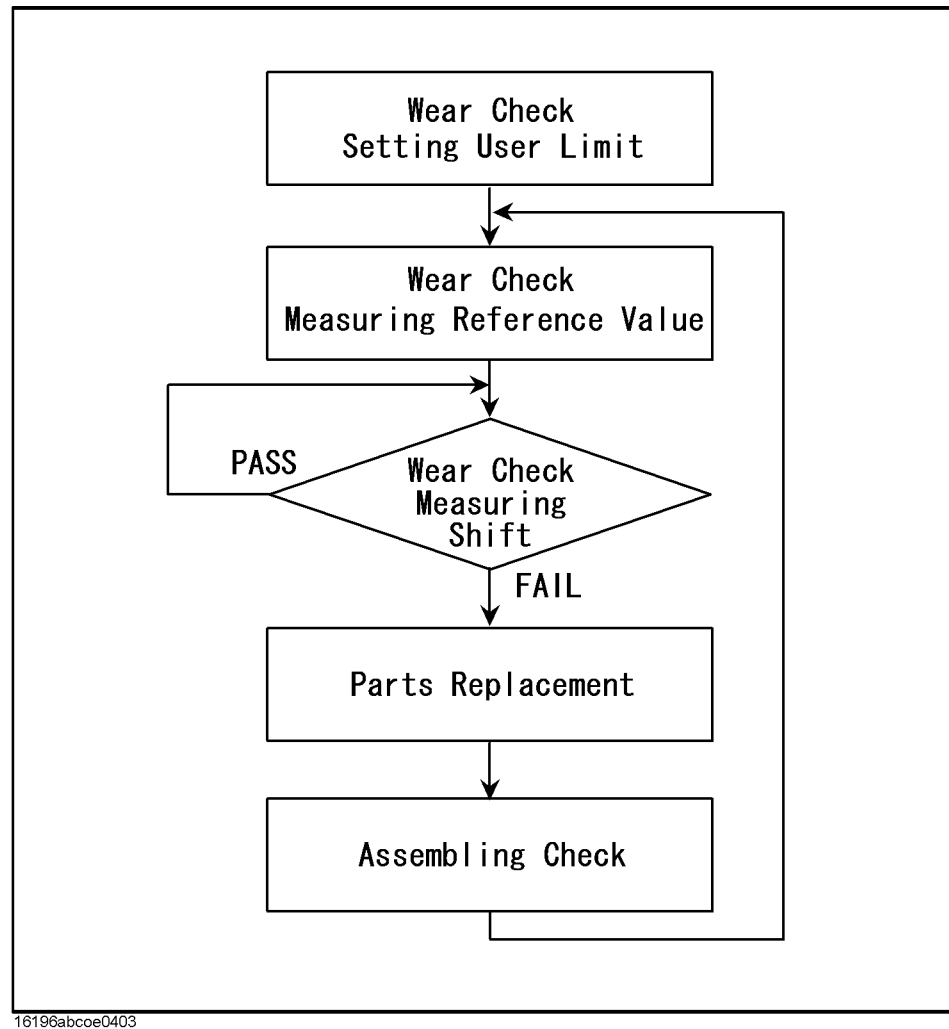 Wear Check
Setting User Limit
Wear Check
Measuring Reference Value
PASS
Wear Check
Measuring
Shift
FAIL
Parts Replacement
Assembling Check
16196abcoe0403